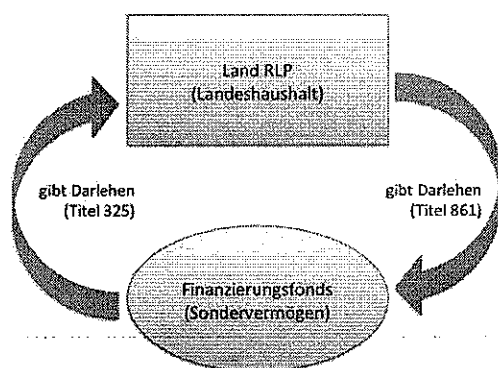 Land RLP
(Landeshaushalt)
gibt Darlehen
(Titel 325)
gibt Darlehen
(Titel 861)
Finanzierungsfonds
(Sondervermögen)